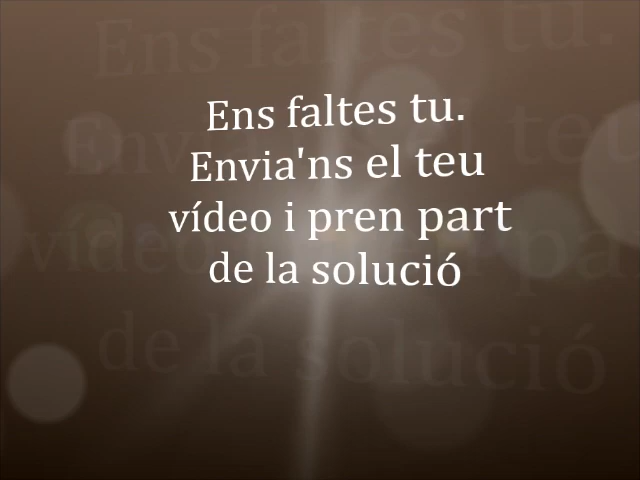 Ens faltes tu.
Envia'ns el teu
vídeo i pren part
de la solució